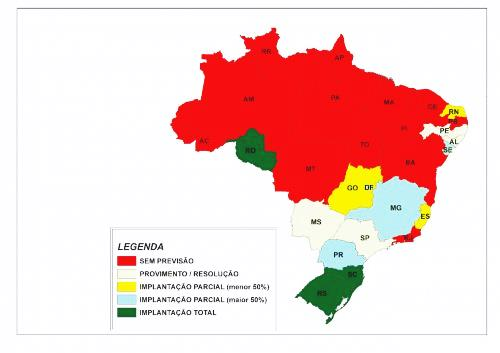 RR
AP
AM
PA
MA
CE
RN
PB
PI
PE
AC
AL
SE
RO
TO
BA
MT
GO
DF
MG
ES
MS
SP
RJ
PR
SC
RS
LEGENDA
SEM PREVISÃO
PROVIMENTO / RESOLUÇÃO
IMPLANTAÇÃO PARCIAL (menor 50%)
IMPLANTAÇÃO PARCIAL (maior 50%)
IMPLANTAÇÃO TOTAL